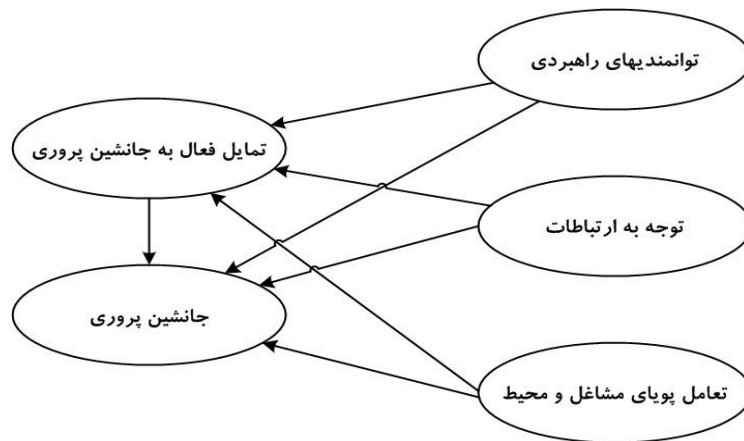 توانمندیهای راهبردی
تمایل فعال به جانشین پروری
توجه به ارتباطات
جانشین پروری
تعامل پویای مشاغل و محیط